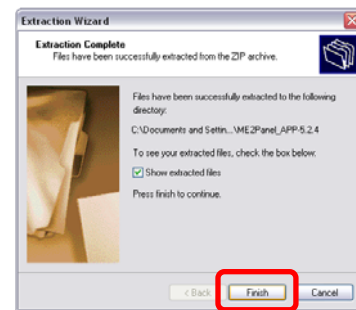 Extraction Wizard
Extraction Complete
Files have been successfully extracted from the ZIP archive.
Files have been successfully extracted to the following
directory:
C:\Documents and Settin...\ME2Panel_APP-5.2.4
To see your extracted files, check the box below.
Show extracted files
Press finish to continue.
< Back
Finish
Cancel